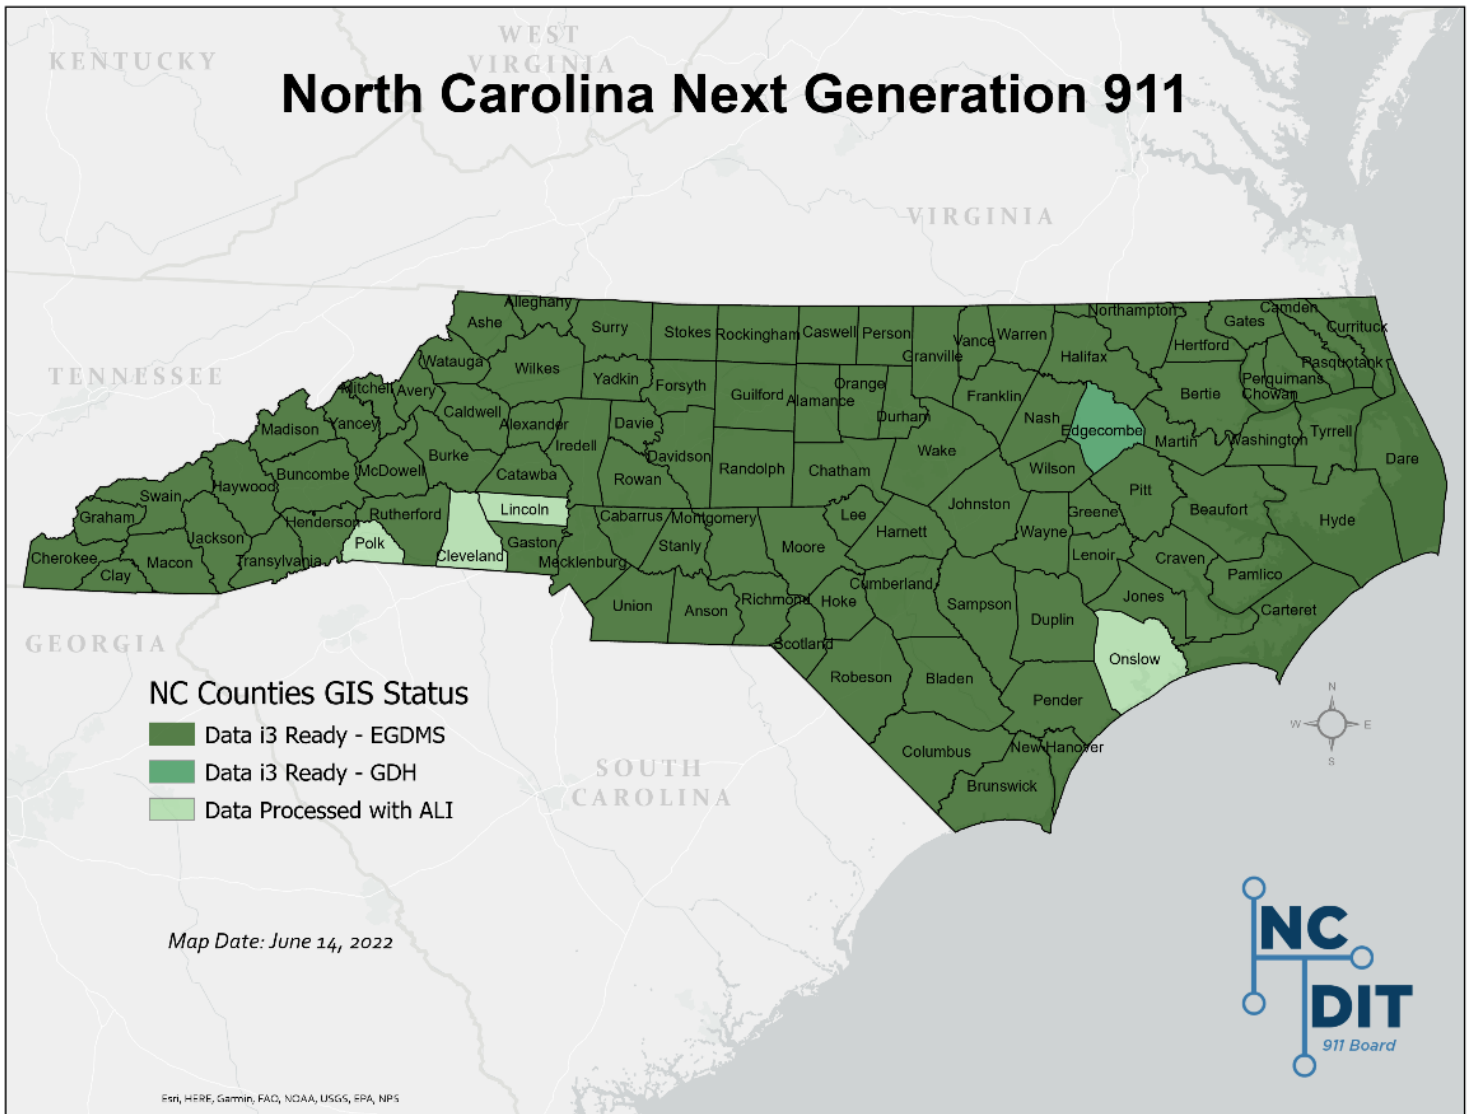 WEST
VIRGINIA
KENTUCKY
North Carolina Next Generation 911
VIRGINIA
TENNESSEE
Alleghany
Ashe
Surry
Stokes
Rockingham
Caswell
Person
Granville
Vance
Warren
Northampton
Halifax
Hertford
Gates
Camden
Currituck
Pasquotank
Perquimans
Chowan
Bertie
Watauga
Wilkes
Yadkin
Forsyth
Guilford
Alamance
Orange
Durham
Franklin
Nash
Edgecombe
Martin
Washington
Tyrrell
Dare
Mitchell
Avery
Caldwell
Alexander
Iredell
Davie
Davidson
Randolph
Chatham
Wake
Wilson
Pitt
Beaufort
Hyde
Madison
Yancey
Burke
Catawba
Rowan
Johnston
Greene
Buncombe
McDowell
Haywood
Swain
Graham
Rutherford
Lincoln
Cabarrus
Montgomery
Lee
Harnett
Wayne
Lenoir
Craven
Pamlico
Cherokee
Clay
Macon
Jackson
Transylvania
Henderson
Polk
Cleveland
Gaston
Mecklenburg
Stanly
Moore
Cumberland
Sampson
Duplin
Jones
Carteret
Union
Anson
Richmond
Hoke
Scotland
Robeson
Bladen
Pender
Onslow
Columbus
New Hanover
Brunswick
GEORGIA
SOUTH
CAROLINA
NC Counties GIS Status
Data i3 Ready - EGDMS
Data i3 Ready - GDH
Data Processed with ALI
N
W
E
S
Map Date: June 14, 2022
NC
DIT
911 Board
Esri, HERE, Garmin, FAO, NOAA, USGS, EPA, NPS